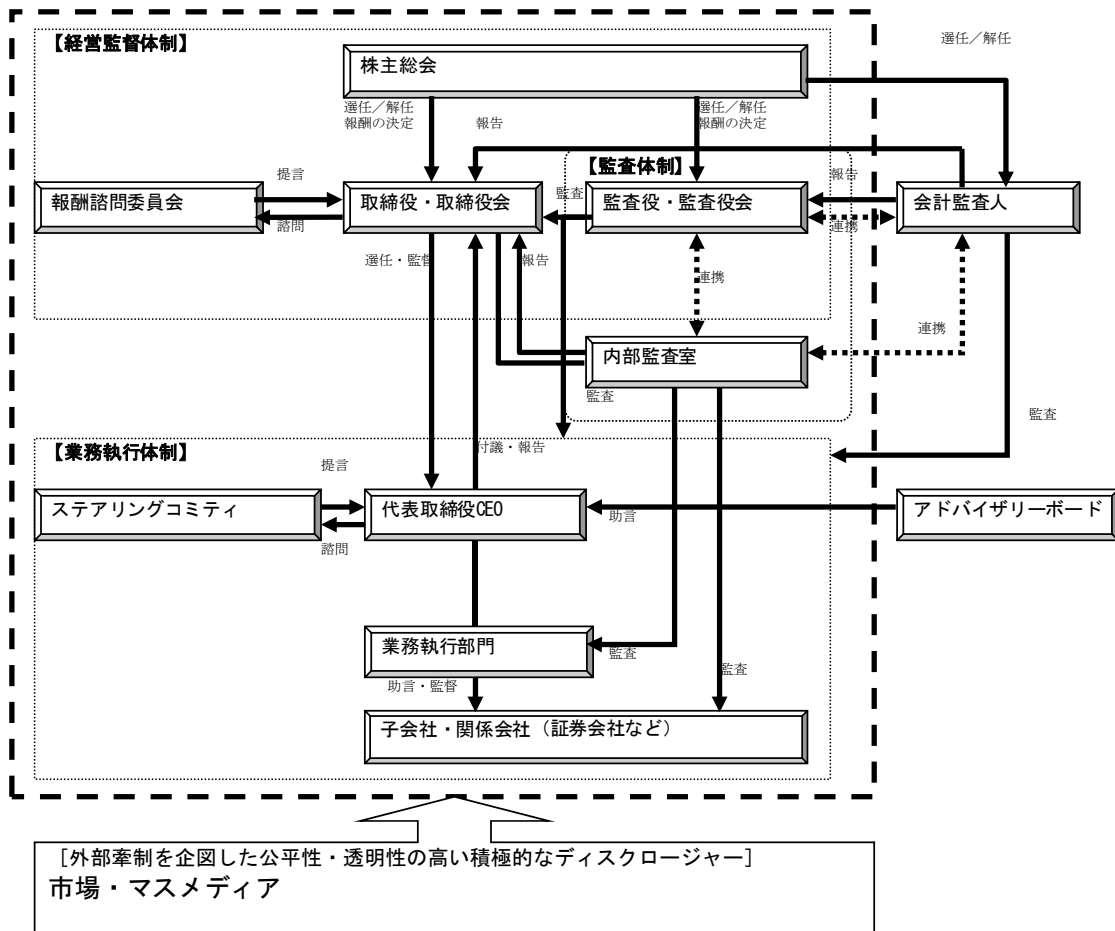 【経営監督体制】
選任／解任
株主総会
選任／解任
報酬の決定
報告
選任／解任
報酬の決定
【監査体制】
提言
監査
報告
報酬諮問委員会
取締役・取締役会
監査役・監査役会
会計監査人
諮問
連携
選任・監督
報告
連携
連携
内部監査室
監査
監査
【業務執行体制】
付議・報告
提言
ステアリングコミティ
代表取締役CEO
助言
アドバイザリーボード
諮問
業務執行部門
監査
監査
助言・監督
子会社・関係会社（証券会社など）
［外部牽制を企図した公平性・透明性の高い積極的なディスクロージャー］
市場・マスメディア